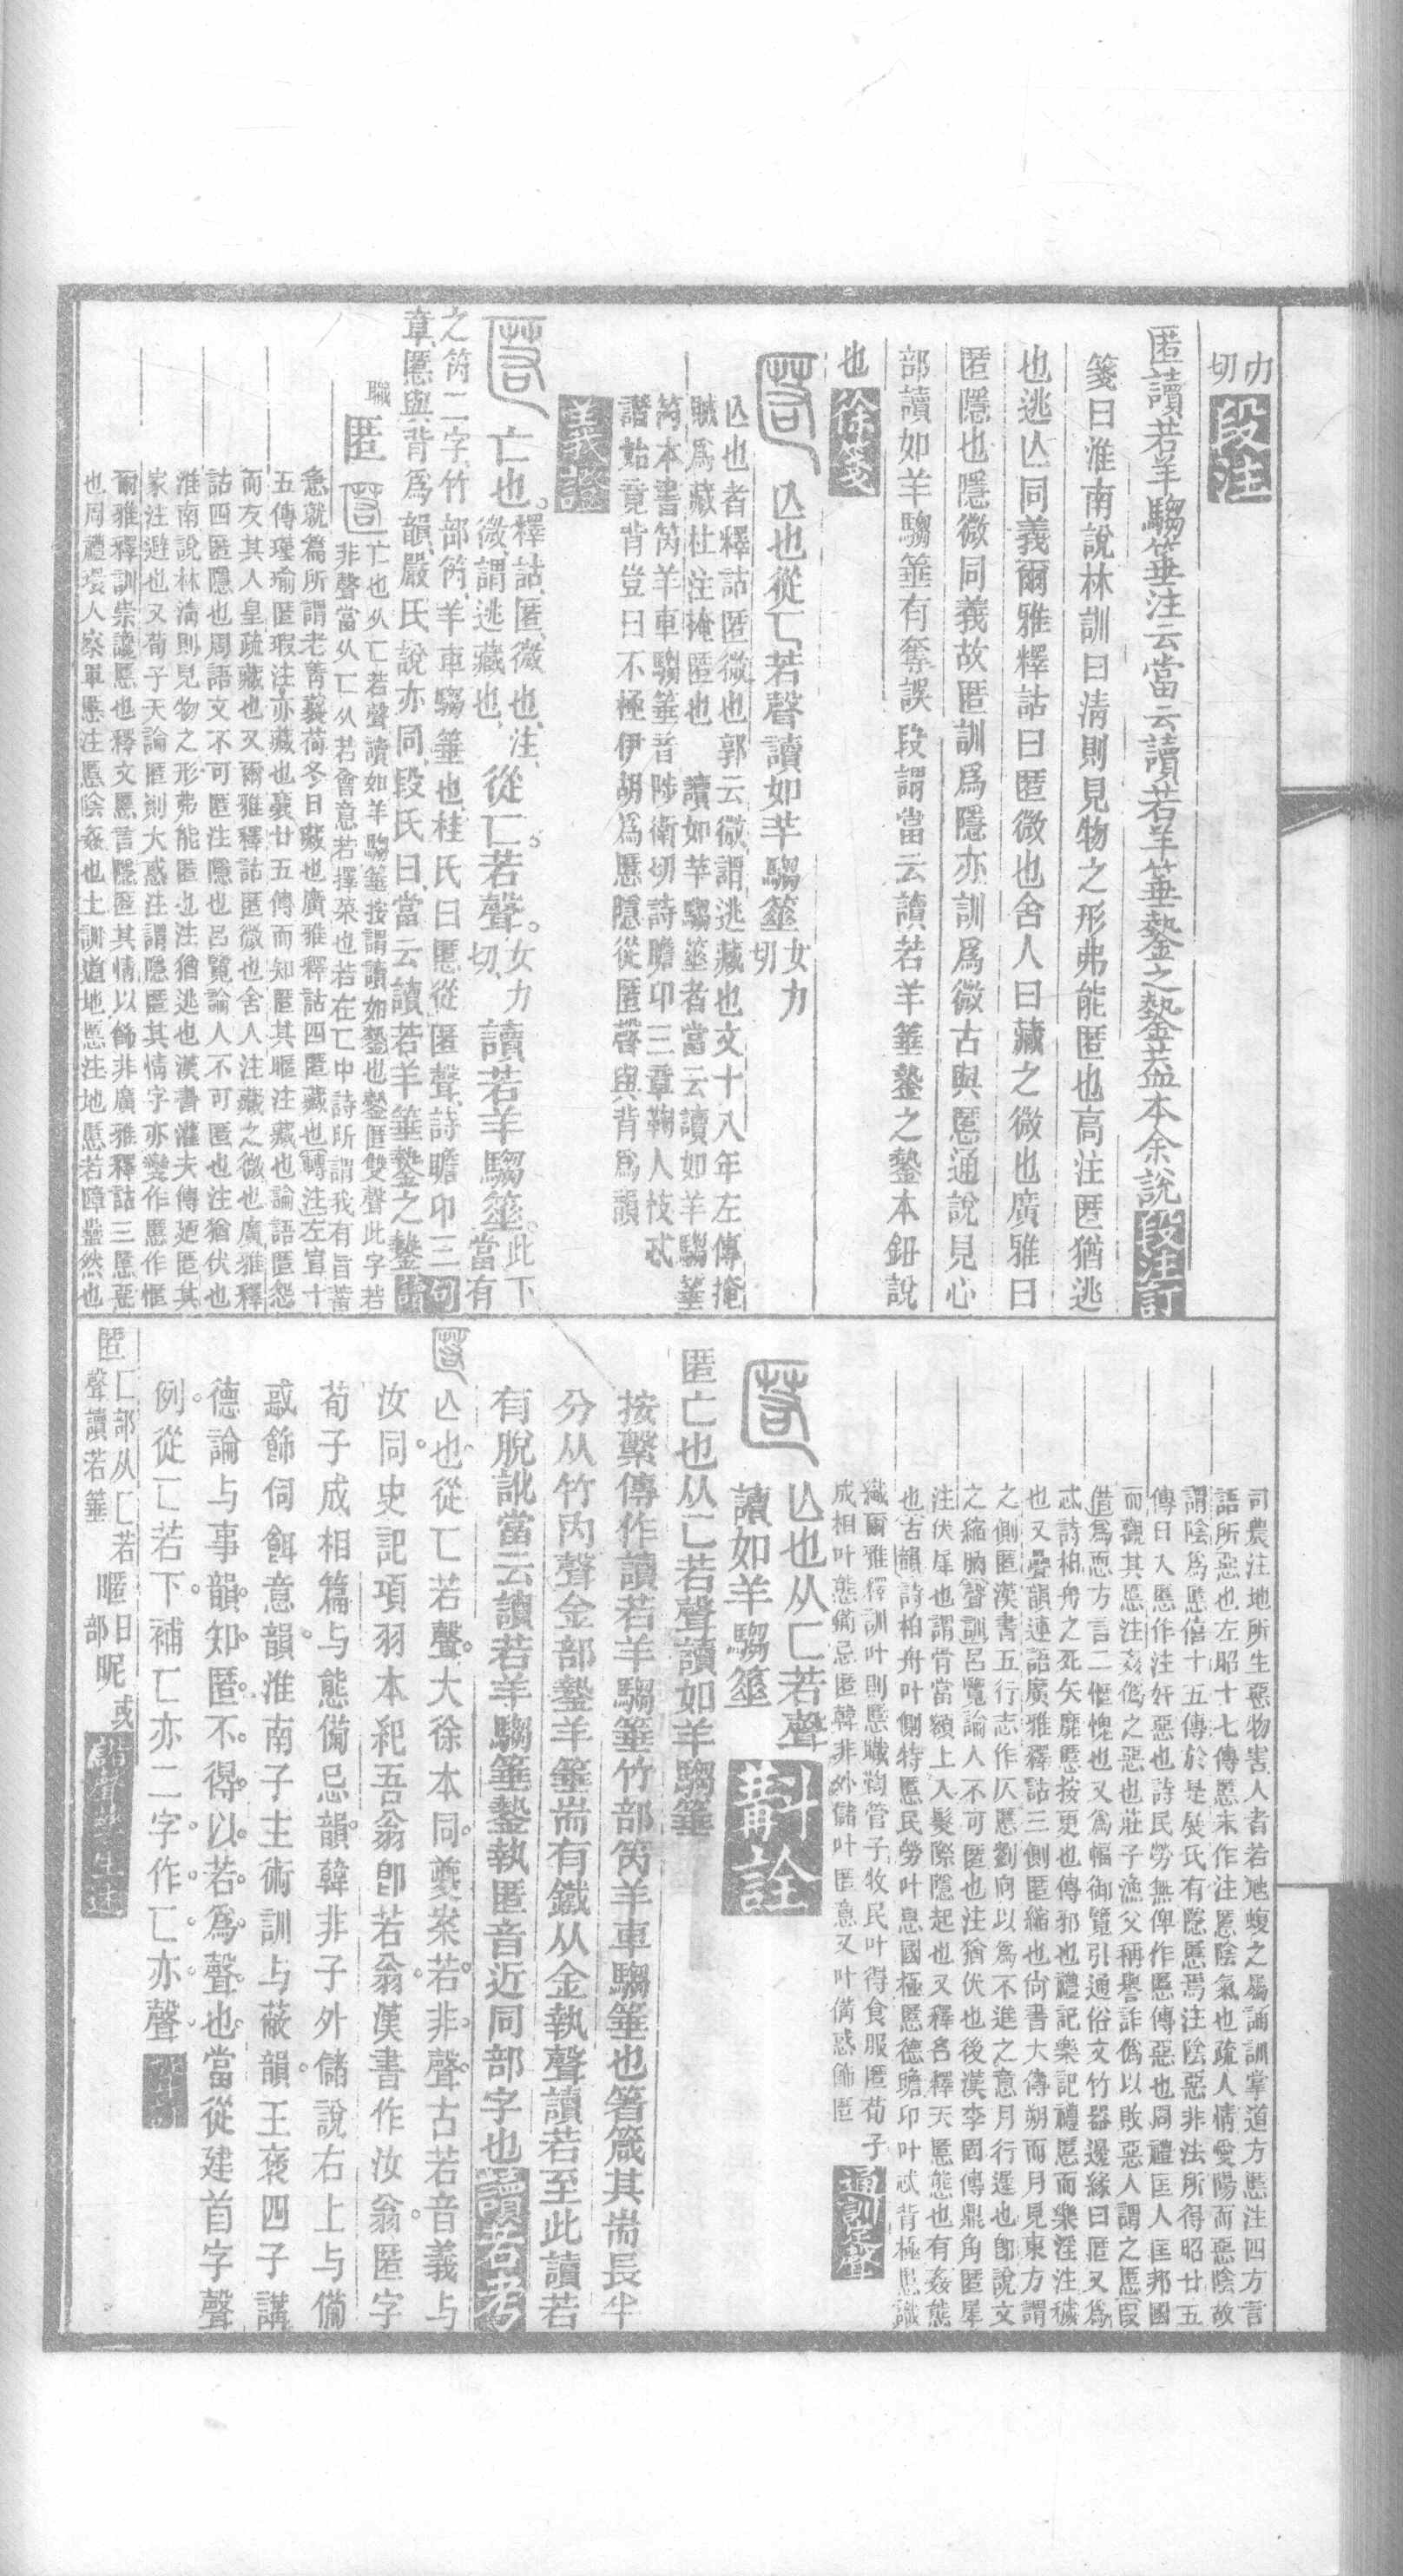 力
切
段注
匿讀若羊騶箠注云當云讀若羊箠鏊之鏊葢本余說段注訂
箋曰淮南說林訓曰清則見物之形弗能匿也高注匿猶逃
也逃亾同義爾雅釋詁曰匿微也舍人曰藏之微也廣雅曰
匿隱也隱微同義故匿訓爲隱亦訓爲微古與慝通說見心
部讀如羊騶箠有奪誤段謂當云讀若羊箠鏊之鏊本鈕說
也徐箋
亾也從匸若聲讀如羊騶箠女力切
亾也者釋詁匿微也郭云微謂逃藏也文十八年左傳掩
賊爲藏杜注掩匿也 讀如羊騶箠者當云讀如羊騶箠
笍本書笍羊車騶箠音陟衛切詩瞻卬三章鞫人忮忒
譖始竟背豈曰不極伊胡爲慝隱從匿聲與背爲韻
義證
亡也。釋詁、匿、微也、注、微、謂逃藏也、從匸。若聲。女力切、讀若羊騶箠。此下當有
之笍二字、竹部笍、羊車騶箠也、桂氏曰、慝從匿聲、詩瞻卬三
章、慝與背爲韻、嚴氏說亦同、段氏曰、當云讀若羊箠鏊之鏊句讀
職
匿 亡也从匸若聲讀如羊騶箠按謂讀如鏊也鏊匿雙聲此字若
非聲當从匸从若會意若擇菜也若在匸中詩所謂我有旨蓄
急就篇所謂老菁蘘荷冬日藏也廣雅釋詁四匿藏也轉注左宣十
五傳瑾瑜匿瑕注亦藏也襄廿五傳而知匿其暱注藏也論語匿怨
而友其人皇疏藏也又爾雅釋詁匿微也舍人注藏之微也廣雅釋
詁四匿隱也周語文不可匿注隱也呂覽論人不可匿也注猶伏也
淮南說林清則見物之形弗能匿也注猶逃也漢書灌夫傳廼匿其
家注避也又荀子天論匿則大惑注謂隱匿其情字亦變作慝作㥾
爾雅釋訓崇讒慝也釋文慝言隱匿其情以飾非廣雅釋詁三慝惡
也周禮環人察軍慝注慝陰姦也土訓道地慝注地慝若障蠱然也
司農注地所生惡物害人者若虺蝮之屬誦訓掌道方慝注四方言
語所惡也左昭十七傳慝未作注慝陰氣也疏人情愛陽而惡陰故
謂陰爲慝僖十五傳於是展氏有隱慝焉注陰惡非法所得昭廿五
傳日入慝作注奸惡也詩民勞無俾作慝傳惡也周禮匡人匡邦國
而觀其慝注姦僞之惡也莊子漁父稱譽詐僞以敗惡人謂之慝叚
借爲恧方言二㥾愧也又爲幅御覽引通俗文竹器邊緣曰匿又爲
忒詩柏舟之死矢靡慝按更也傳邪也禮記樂記禮慝而樂淫注穢
也又疊韻連語廣雅釋詁三側匿縮也尙書大傳朔而月見東方謂
之側匿漢書五行志作仄慝劉向以爲不進之意月行遲也卽說文
之縮朒聲訓呂覽論人不可匿也注猶伏也後漢李固傳鼎角匿犀
注伏犀也謂骨當額上入髮際隱起也又釋名釋天慝態也有姦態
也古韻詩柏舟叶側特慝民勞叶息國極慝德瞻卬叶忒背極慝識
織爾雅釋訓叶則慝職鞫管子牧民叶得食服匿荀子
成相叶態備忌匿韓非外儲叶匿意又叶備惑飾匿
通訓定聲
亾也从匸若聲
讀如羊騶箠
斠詮
匿亡也从匸若聲讀如羊騶箠
按繫傳作讀若羊騶箠竹部笍羊車騶箠也箸箴其耑長半
分从竹內聲金部鏊羊箠耑有鐵从金執聲讀若至此讀若
有脫訛當云讀若羊騶箠鏊執匿音近同部字也讀若考
亾也從匸若聲。大徐本同。夔案若。非。聲。古若音義与
汝同。史記項羽本紀吾翁卽若翁。漢書作汝翁。匿字
荀子成相篇与態備忌韻。韓非子外儲說右上与備
惑飾伺餌意韻。淮南子主術訓与蔽韻。王褒四子講
德論与事韻。知匿。不。得。以。若。爲。聲。也。當從建首字聲
例。從匸若。下。補匸亦二字。作匸亦聲。
匿匚部从匸若聲讀若箠 暱日部昵或